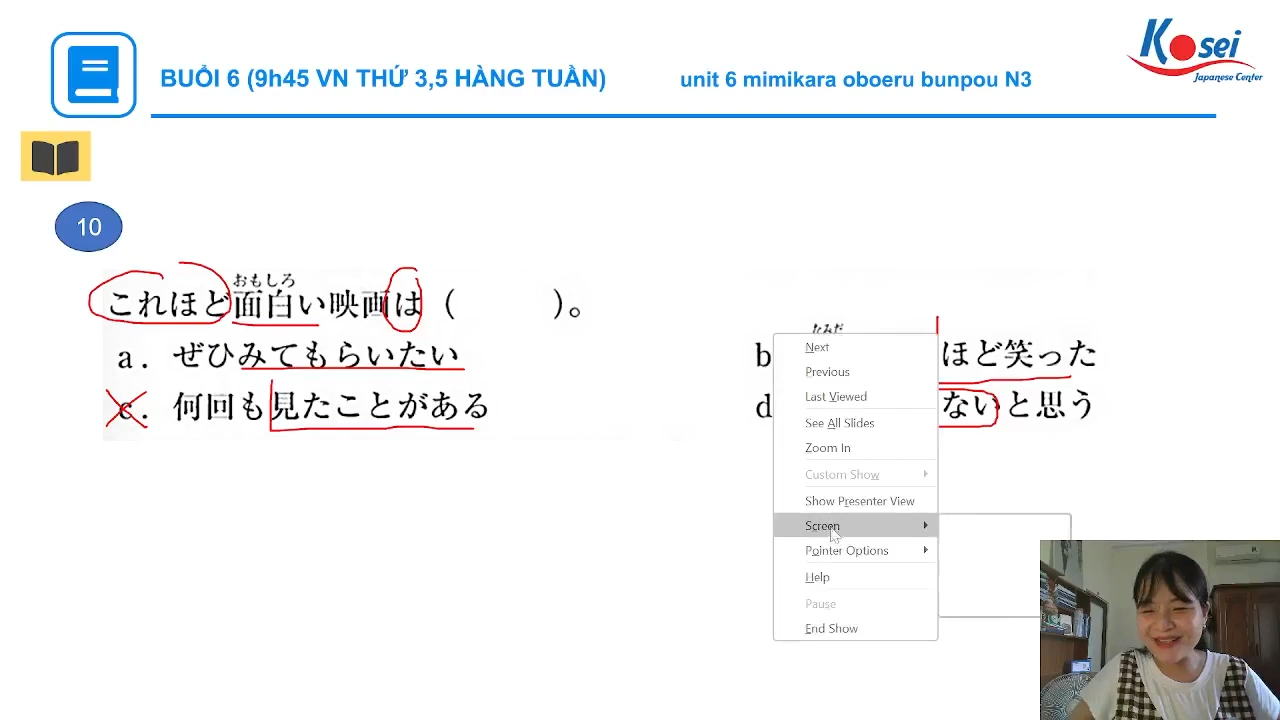 Kosei
Japanese Center
BUỔI 6 (9h45 VN THỨ 3,5 HÀNG TUẦN)
unit 6 mimikara oboeru bunpou N3
10
おもしろ
これほど面白い映画は（　　　）。
a．ぜひみてもらいたい
なみだ
b
ほど笑った
c．何回も見たことがある
d
ないと思う
Next
Previous
Last Viewed
See All Slides
Zoom In
Custom Show
Show Presenter View
Screen
Pointer Options
Help
Pause
End Show